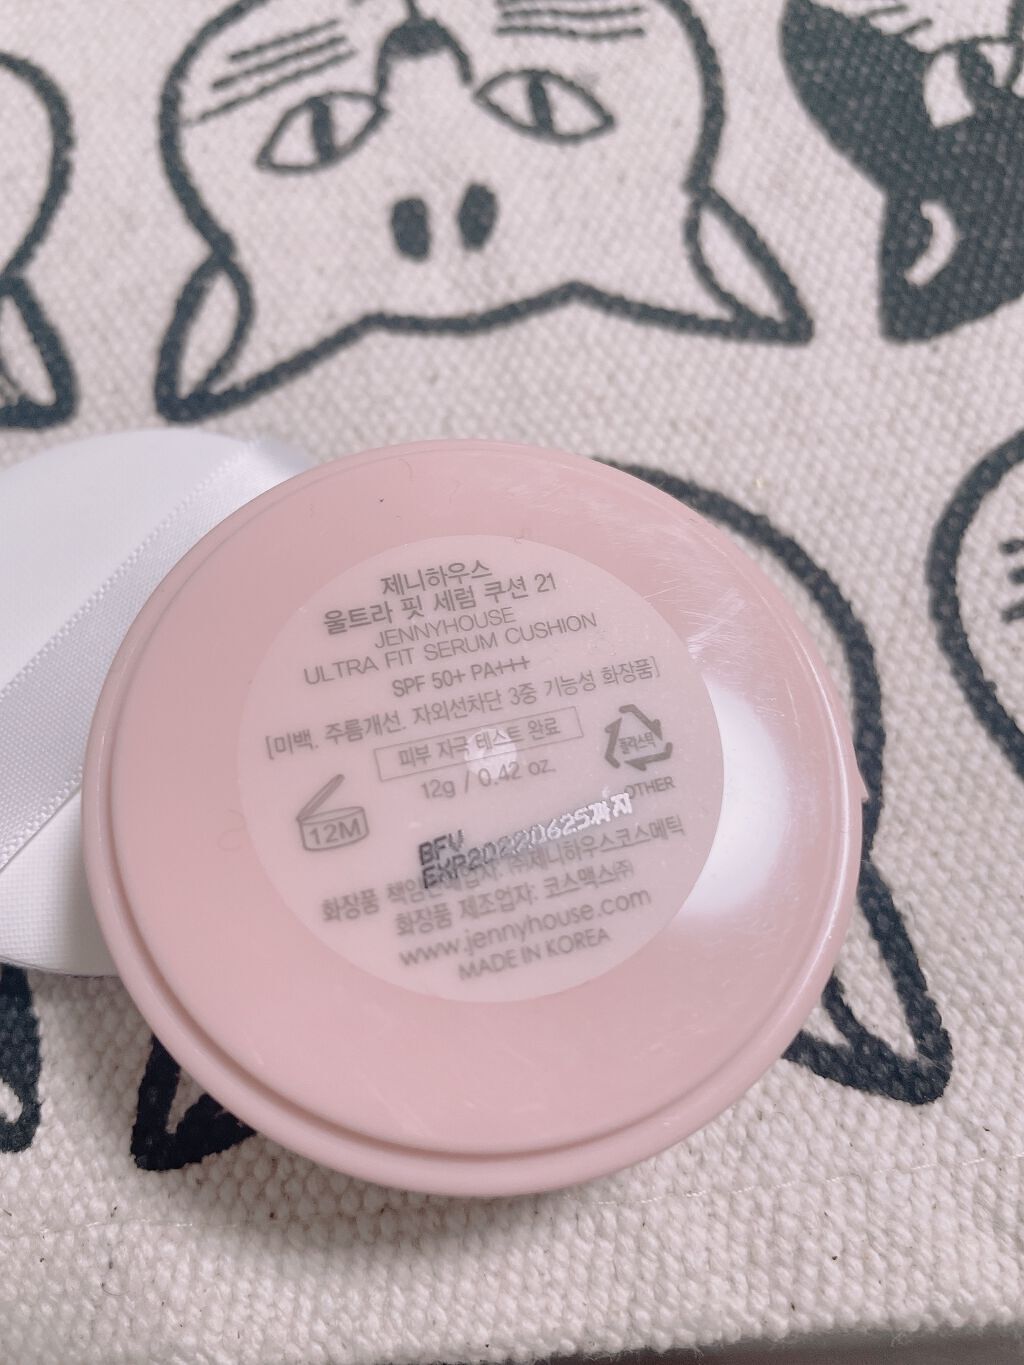 제니하우스
울트라 핏 세럼 쿠션 21
JENNYHOUSE
ULTRA FIT SERUM CUSHION
SPF 50+ PA+++
[미백. 주름개선. 자외선차단 3중 기능성 화장품]
피부 자극 테스트 완료
12g / 0.42 oz.
플라스틱
OTHER
12M
BFV
EXP20220625까지
화장품 책임판매업자: ㈜제니하우스코스메틱
화장품 제조업자: 코스맥스㈜
www.jennyhouse.com
MADE IN KOREA